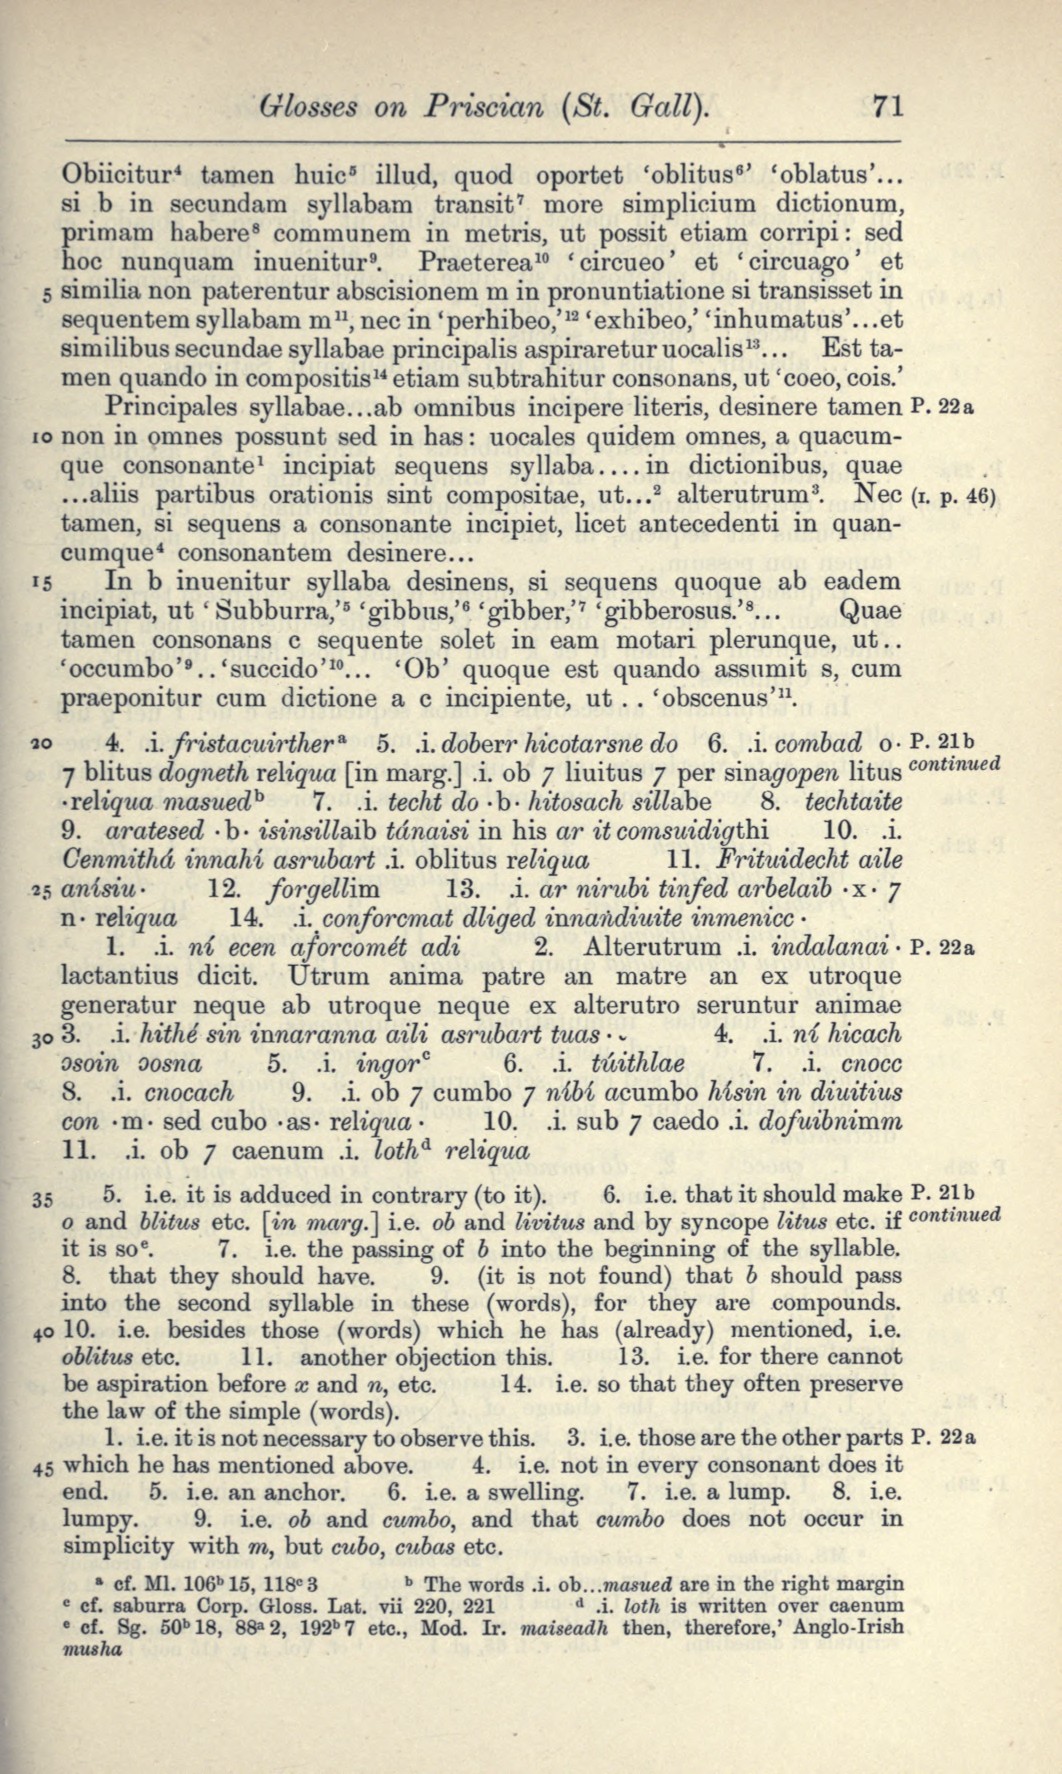 Glosses on Priscian (St. Gall). 71
Obiicitur⁴ tamen huic⁵ illud, quod oportet ‘oblitus⁶’ ‘oblatus’...
si b in secundam syllabam transit⁷ more simplicium dictionum,
primam habere⁸ communem in metris, ut possit etiam corripi: sed
hoc nunquam inuenitur⁹. Praeterea¹⁰ ‘circueo’ et ‘circuago’ et
5 similia non paterentur abscisionem m in pronuntiatione si transisset in
sequentem syllabam m¹¹, nec in ‘perhibeo,’¹² ‘exhibeo,’ ‘inhumatus’...et
similibus secundae syllabae principalis aspiraretur uocalis¹³... Est ta-
men quando in compositis¹⁴ etiam subtrahitur consonans, ut ‘coeo, cois.’
Principales syllabae...ab omnibus incipere literis, desinere tamen P. 22a
10 non in omnes possunt sed in has: uocales quidem omnes, a quacum-
que consonante¹ incipiat sequens syllaba....in dictionibus, quae
...aliis partibus orationis sint compositae, ut...² alterutrum³. Nec (I. p. 46)
tamen, si sequens a consonante incipiet, licet antecedenti in quan-
cumque⁴ consonantem desinere...
15 In b inuenitur syllaba desinens, si sequens quoque ab eadem
incipiat, ut ‘Subburra,’⁵ ‘gibbus,’⁶ ‘gibber,’⁷ ‘gibberosus.’⁸... Quae
tamen consonans c sequente solet in eam motari plerunque, ut..
‘occumbo’⁹..‘succido’¹⁰... ‘Ob’ quoque est quando assumit s, cum
praeponitur cum dictione a c incipiente, ut . . ‘obscenus’¹¹.
20 4. .i. fristacuirtherᵃ 5. .i. doberr hicotarsne do 6. .i. combad o· P. 21b
⁊ blitus dogneth reliqua [in marg.] .i. ob ⁊ liuitus ⁊ per sinagopen litus continued
·reliqua masuedᵇ 7. .i. techt do ·b· hitosach sillabe 8. techtaite
9. aratesed ·b· isinsillaib tánaisi in his ar it comsuidigthi 10. .i.
Cenmithá innahí asrubart .i. oblitus reliqua 11. Frituidecht aile
25 anísiu· 12. forgellim 13. .i. ar nirubi tinfed arbelaib ·x· ⁊
n· reliqua 14. .i. conforcmat dliged innaṅdiuite inmenicc ·
1. .i. ní ecen aforcomét adi 2. Alterutrum .i. indalanai · P. 22a
lactantius dicit. Utrum anima patre an matre an ex utroque
generatur neque ab utroque neque ex alterutro seruntur animae
30 3. .i. hithé sin innaranna aili asrubart tuas · ~ 4. .i. ní hicach
ɔsoin ɔosna 5. .i. ingorᶜ 6. .i. túithlae 7. .i. cnocc
8. .i. cnocach 9. .i. ob ⁊ cumbo ⁊ níbí acumbo hísin in diuitius
con ·m· sed cubo ·as· reliqua · 10. .i. sub ⁊ caedo .i. dofuibnimm
11. .i. ob ⁊ caenum .i. lothᵈ reliqua
35 5. i.e. it is adduced in contrary (to it). 6. i.e. that it should make P. 21b
o and blitus etc. [in marg.] i.e. ob and livitus and by syncope litus etc. if continued
it is soᵉ. 7. i.e. the passing of b into the beginning of the syllable.
8. that they should have. 9. (it is not found) that b should pass
into the second syllable in these (words), for they are compounds.
40 10. i.e. besides those (words) which he has (already) mentioned, i.e.
oblitus etc. 11. another objection this. 13. i.e. for there cannot
be aspiration before x and n, etc. 14. i.e. so that they often preserve
the law of the simple (words).
1. i.e. it is not necessary to observe this. 3. i.e. those are the other parts P. 22a
45 which he has mentioned above. 4. i.e. not in every consonant does it
end. 5. i.e. an anchor. 6. i.e. a swelling. 7. i.e. a lump. 8. i.e.
lumpy. 9. i.e. ob and cumbo, and that cumbo does not occur in
simplicity with m, but cubo, cubas etc.
ᵃ cf. Ml. 106ᵇ 15, 118ᶜ 3 ᵇ The words .i. ob...masued are in the right margin
ᶜ cf. saburra Corp. Gloss. Lat. vii 220, 221 ᵈ .i. loth is written over caenum
ᵉ cf. Sg. 50ᵇ 18, 88ᵃ 2, 192ᵇ 7 etc., Mod. Ir. maiseadh then, therefore,’ Anglo-Irish
musha